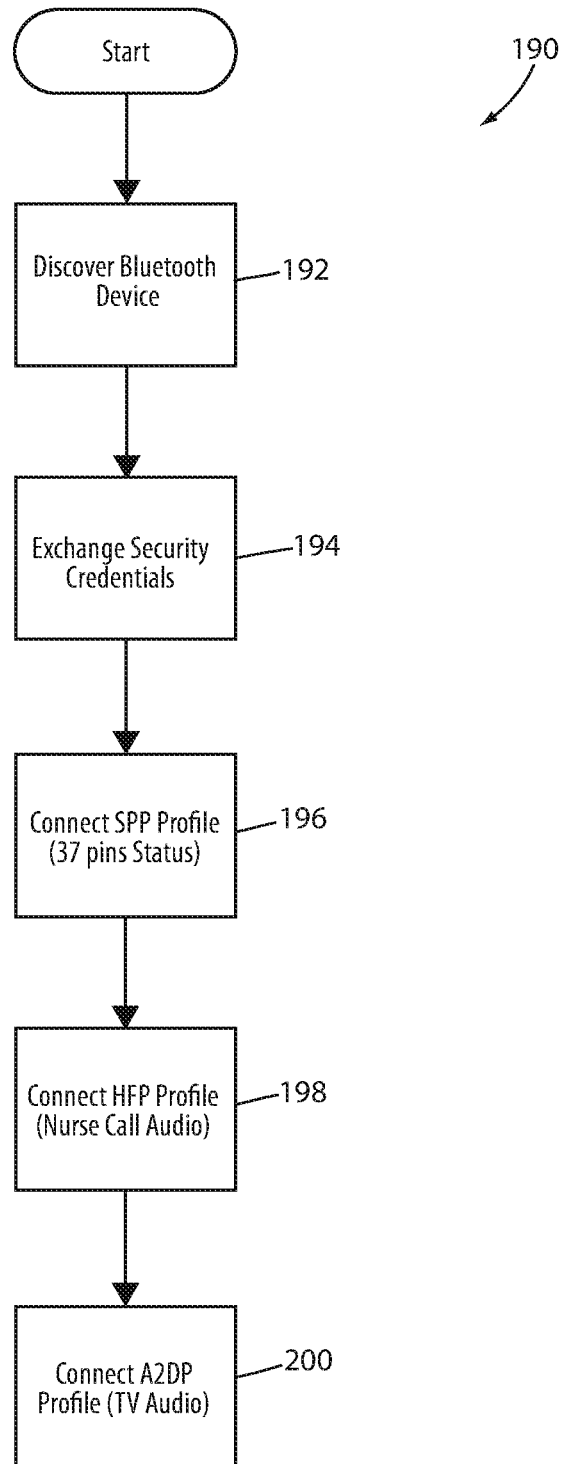 Start
190
Discover Bluetooth
Device
192
Exchange Security
Credentials
194
Connect SPP Profile
(37 pins Status)
196
Connect HFP Profile
(Nurse Call Audio)
198
Connect A2DP
Profile (TV Audio)
200